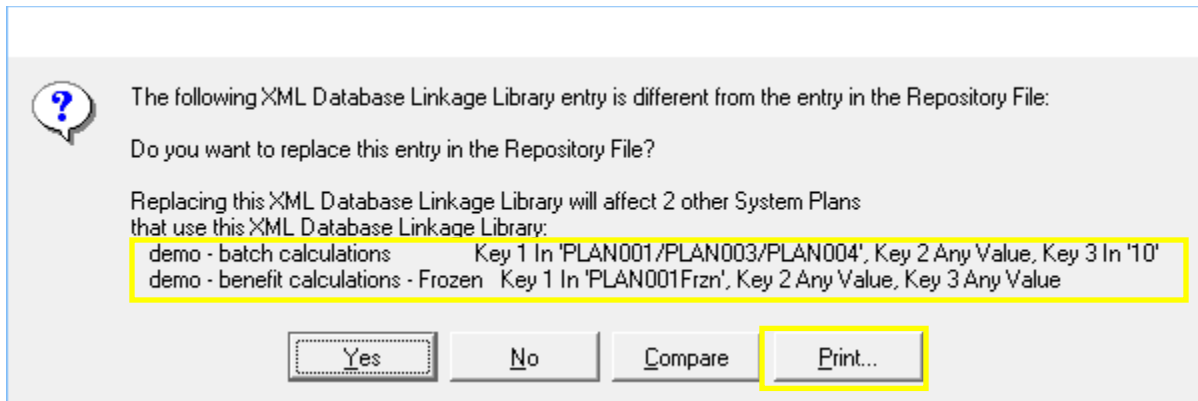 The following XML Database Linkage Library entry is different from the entry in the Repository File:
Do you want to replace this entry in the Repository File?
Replacing this XML Database Linkage Library will affect 2 other System Plans
that use this XML Database Linkage Library:
demo - batch calculations Key 1 In 'PLAN001/PLAN003/PLAN004', Key 2 Any Value, Key 3 In '10'
demo - benefit calculations - Frozen Key 1 In 'PLAN001Frzn', Key 2 Any Value, Key 3 Any Value
Yes No Compare Print...